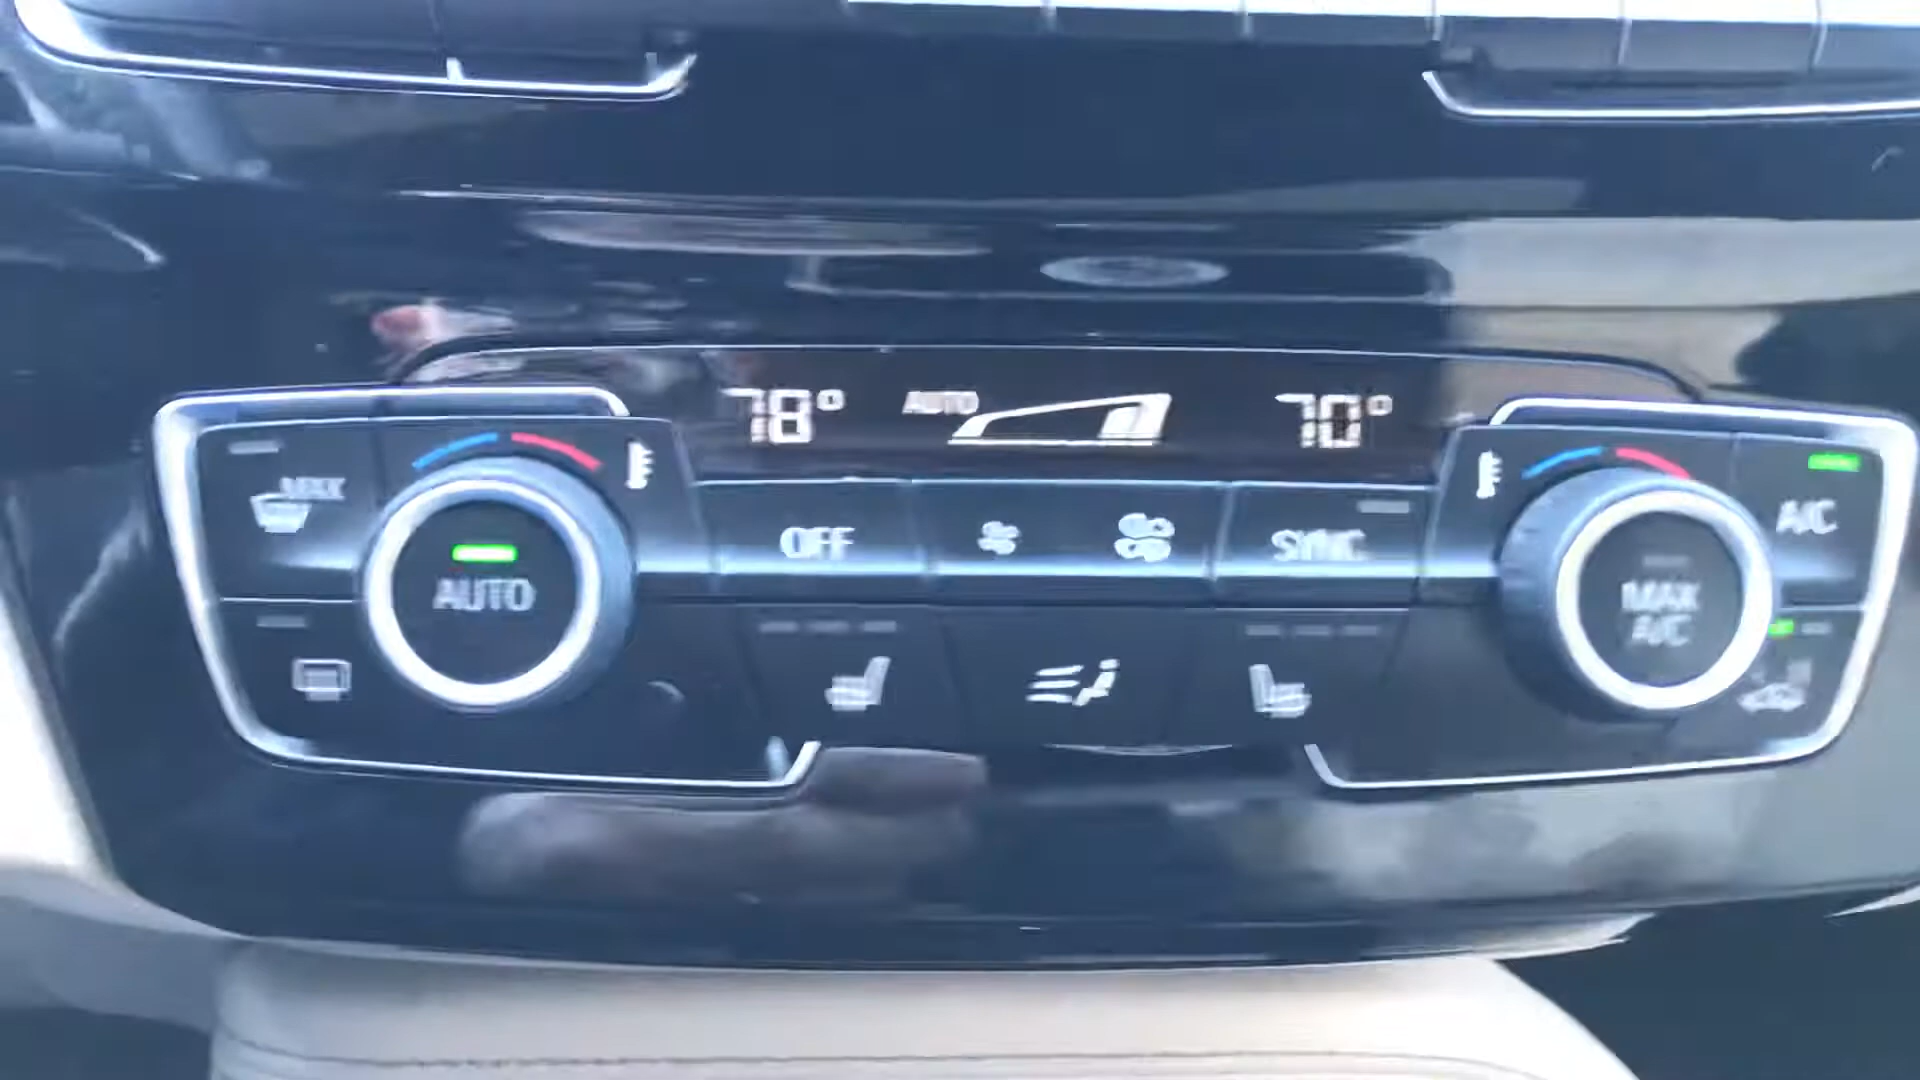 78° AUTO 70°
MAX
A/C
OFF
SYNC
AUTO
MAX
A/C